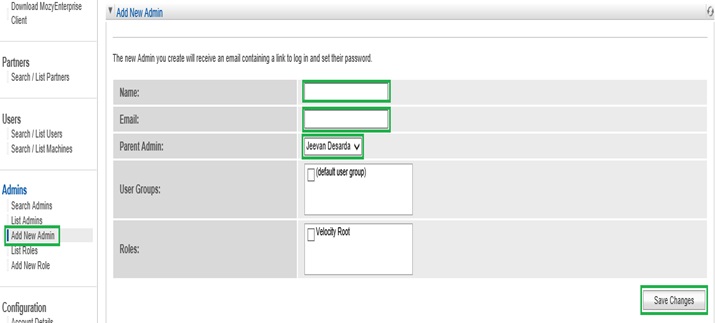 Download MozyEnterprise
Client
Partners
Search / List Partners
Users
Search / List Users
Search / List Machines
Admins
Search Admins
List Admins
Add New Admin
List Roles
Add New Role
Configuration
Account Details
Add New Admin
The new Admin you create will receive an email containing a link to log in and set their password.
Name:
Email:
Parent Admin:
Jeevan Desarda
User Groups:
(default user group)
Roles:
Velocity Root
Save Changes